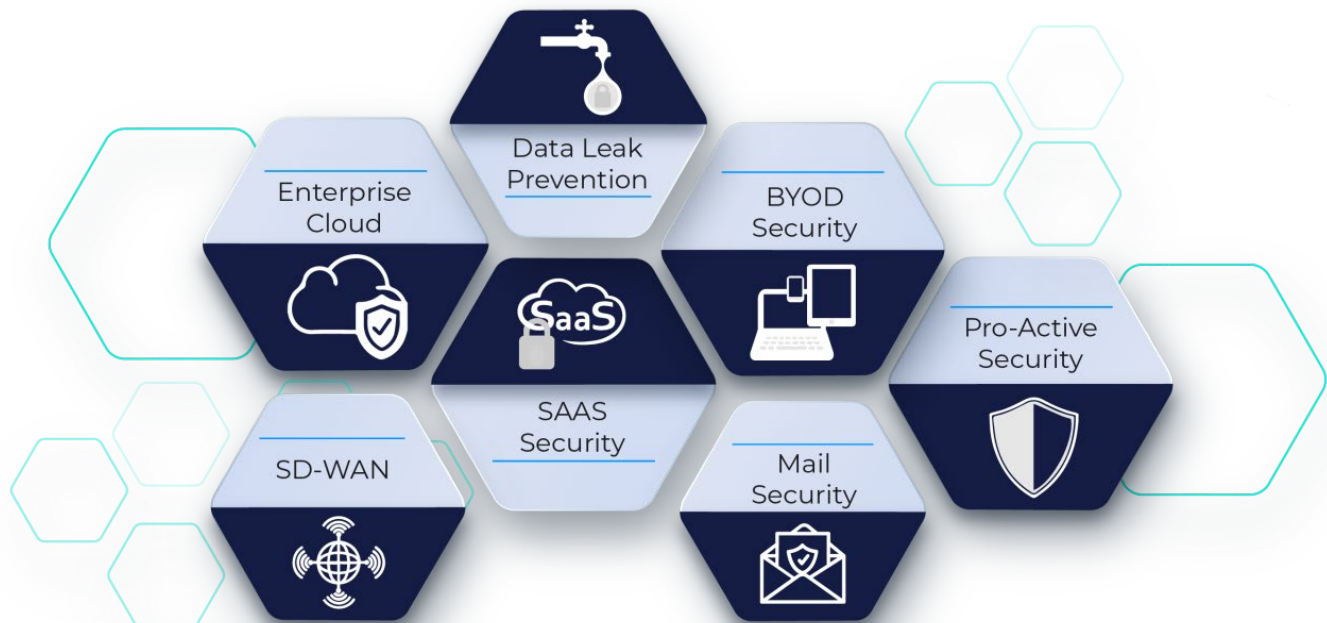 Data Leak
Prevention
Enterprise
Cloud
BYOD
Security
SaaS
SAAS
Security
Pro-Active
Security
SD-WAN
Mail
Security